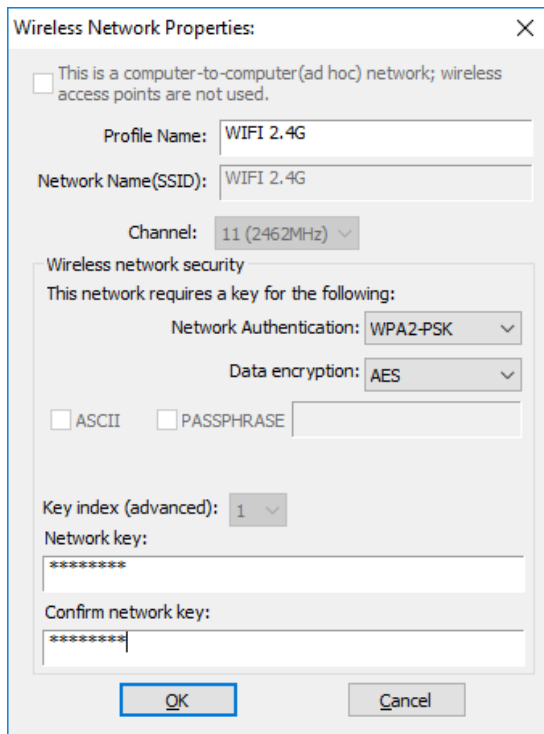 Wireless Network Properties:
This is a computer-to-computer(ad hoc) network; wireless
access points are not used.
Profile Name: WIFI 2.4G
Network Name(SSID): WIFI 2.4G
Channel: 11 (2462MHz)
Wireless network security
This network requires a key for the following:
Network Authentication: WPA2-PSK
Data encryption: AES
ASCII PASSPHRASE
Key index (advanced): 1
Network key:
********
Confirm network key:
********
OK Cancel